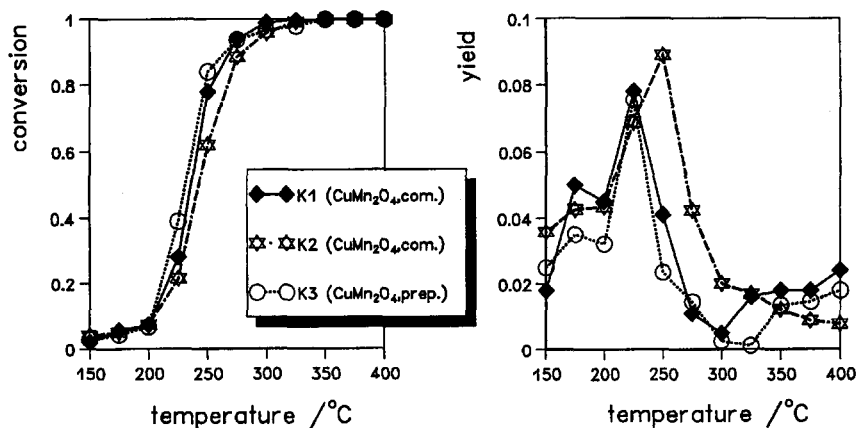 conversion
1
0.8
0.6
0.4
0.2
0
150 200 250 300 350 400
temperature /°C
K1 (CuMn₂O₄,com.)
K2 (CuMn₂O₄,com.)
K3 (CuMn₂O₄,prep.)
yield
0.1
0.08
0.06
0.04
0.02
0
150 200 250 300 350 400
temperature /°C